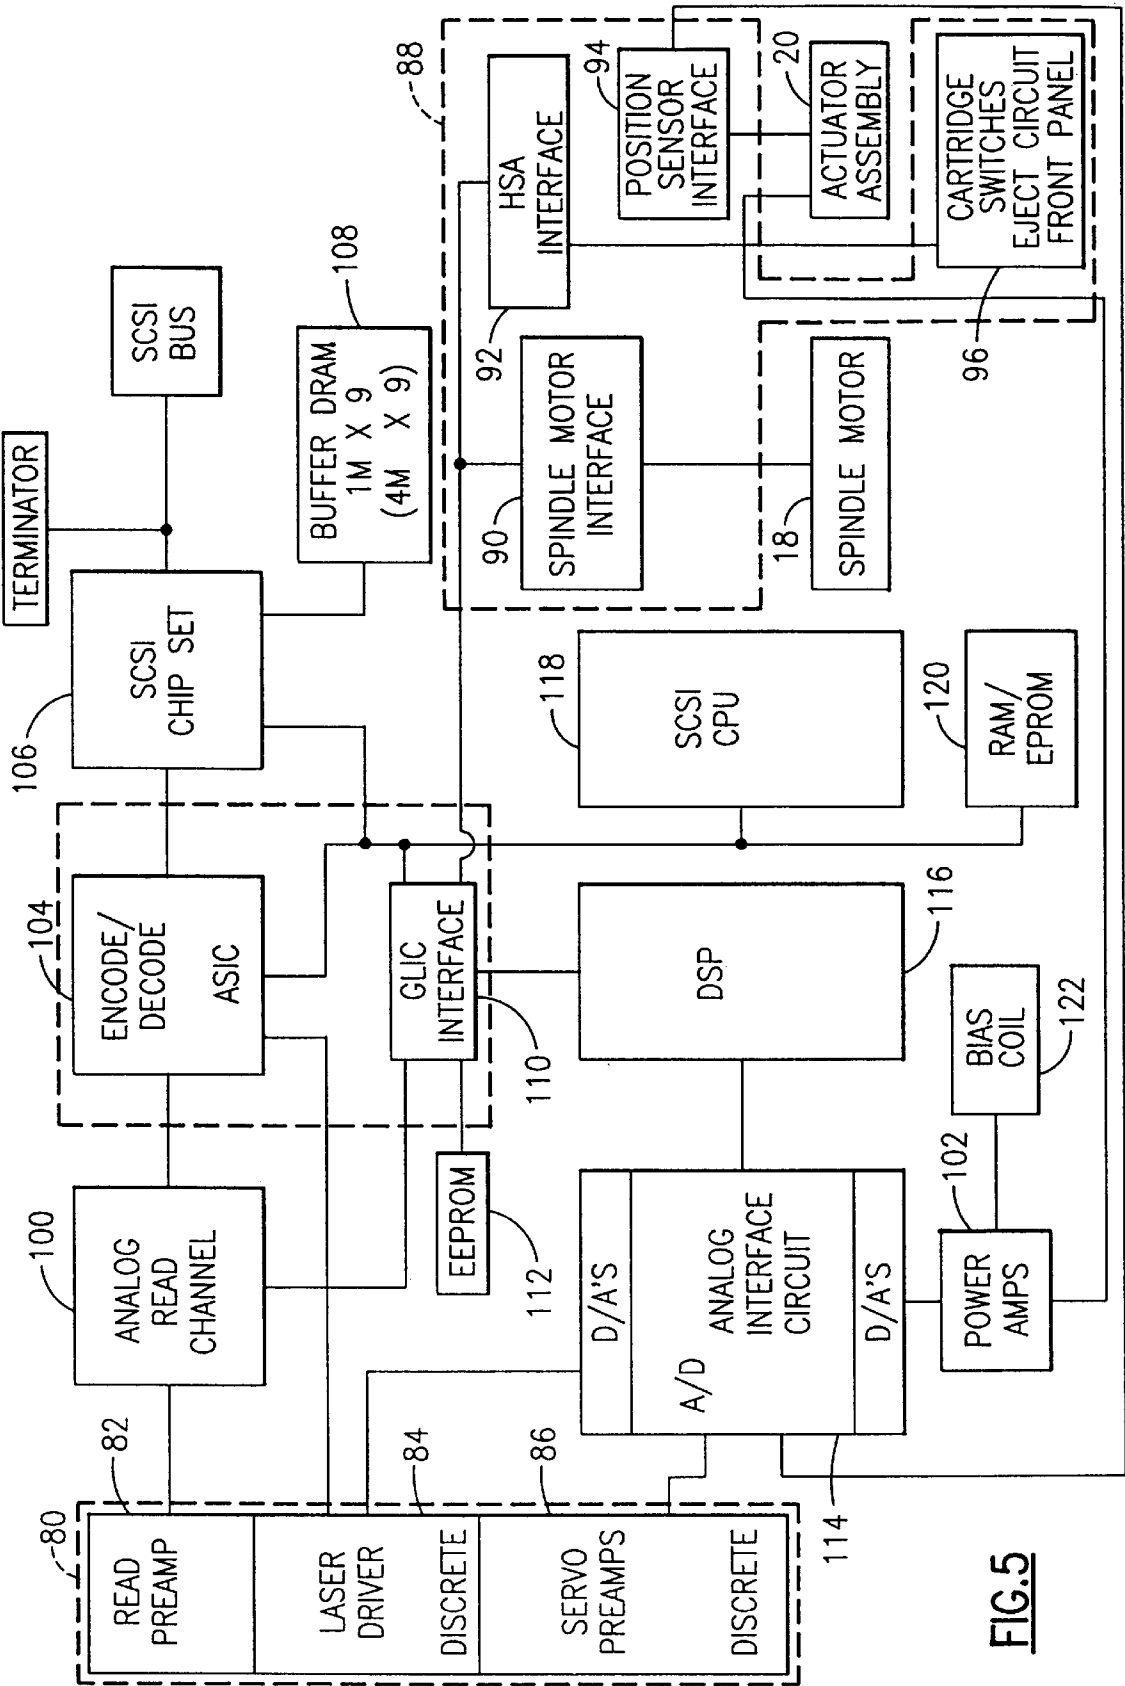 80
82
READ
PREAMP
LASER
DRIVER
DISCRETE
84
SERVO
PREAMPS
DISCRETE
86
100
ANALOG
READ
CHANNEL
104
ENCODE/
DECODE
ASIC
106
SCSI
CHIP SET
TERMINATOR
SCSI
BUS
108
BUFFER DRAM
1M X 9
(4M X 9)
GLIC
INTERFACE
110
EEPROM
112
D/A'S
A/D
ANALOG
INTERFACE
CIRCUIT
D/A'S
114
DSP
116
SCSI
CPU
118
RAM/
EPROM
120
POWER
AMPS
102
BIAS
COIL
122
88
90
SPINDLE MOTOR
INTERFACE
92
HSA
INTERFACE
94
POSITION
SENSOR
INTERFACE
18
SPINDLE MOTOR
20
ACTUATOR
ASSEMBLY
96
CARTRIDGE
SWITCHES
EJECT CIRCUIT
FRONT PANEL
FIG.5